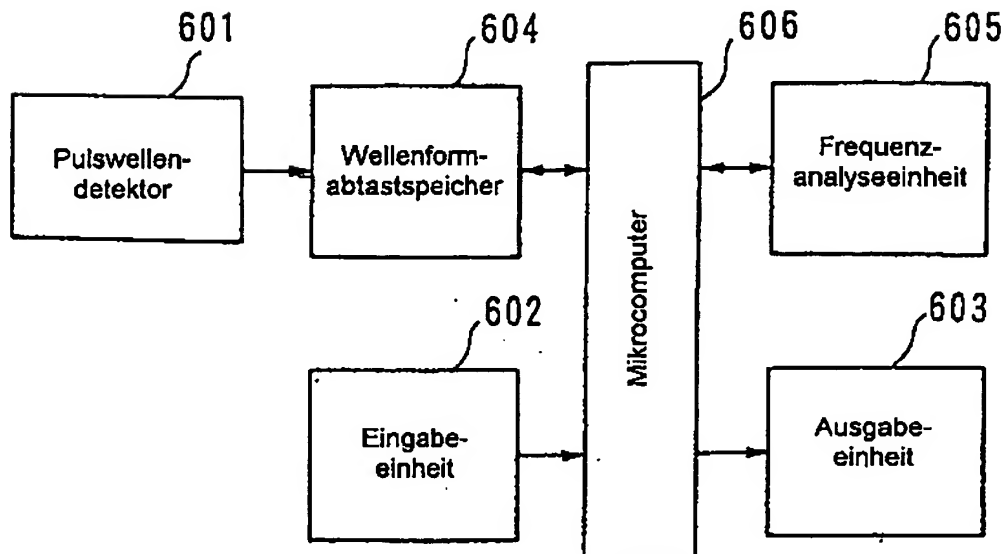 601
604
606
605
Pulswellen-
detektor
Wellenform-
abtastspeicher
Mikrocomputer
Frequenz-
analyseeinheit
602
603
Eingabe-
einheit
Ausgabe-
einheit